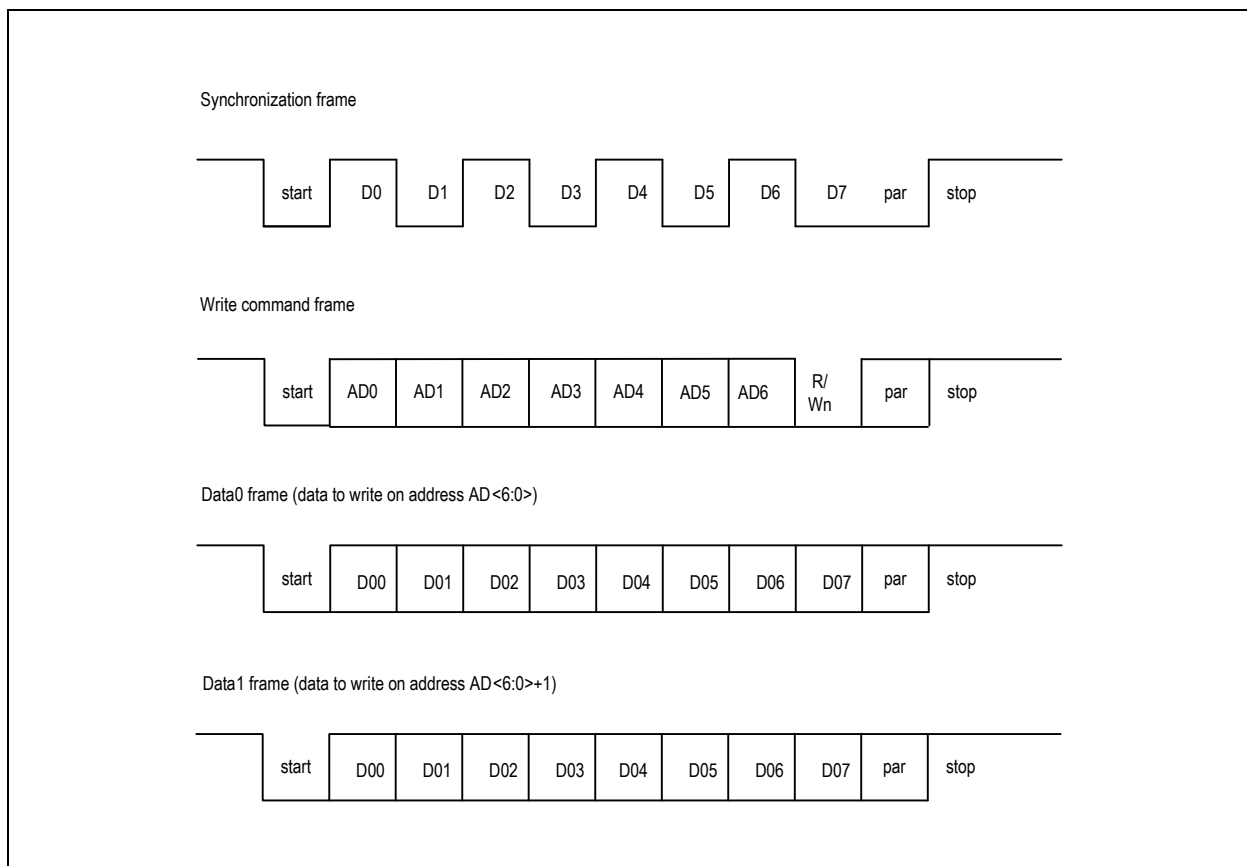 Synchronization frame
start D0 D1 D2 D3 D4 D5 D6 D7 par stop
Write command frame
start AD0 AD1 AD2 AD3 AD4 AD5 AD6 R/ Wn par stop
Data0 frame (data to write on address AD<6:0>)
start D00 D01 D02 D03 D04 D05 D06 D07 par stop
Data1 frame (data to write on address AD<6:0>+1)
start D00 D01 D02 D03 D04 D05 D06 D07 par stop